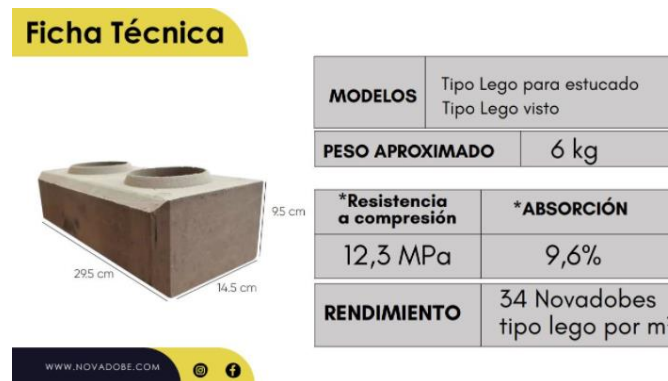 Ficha Técnica
MODELOS
Tipo Lego para estucado
Tipo Lego visto
PESO APROXIMADO
6 kg
9.5 cm
29.5 cm
14.5 cm
*Resistencia
a compresión
*ABSORCIÓN
12,3 MPa
9,6%
RENDIMIENTO
34 Novadobes
tipo lego por
WWW.NOVADOBE.COM